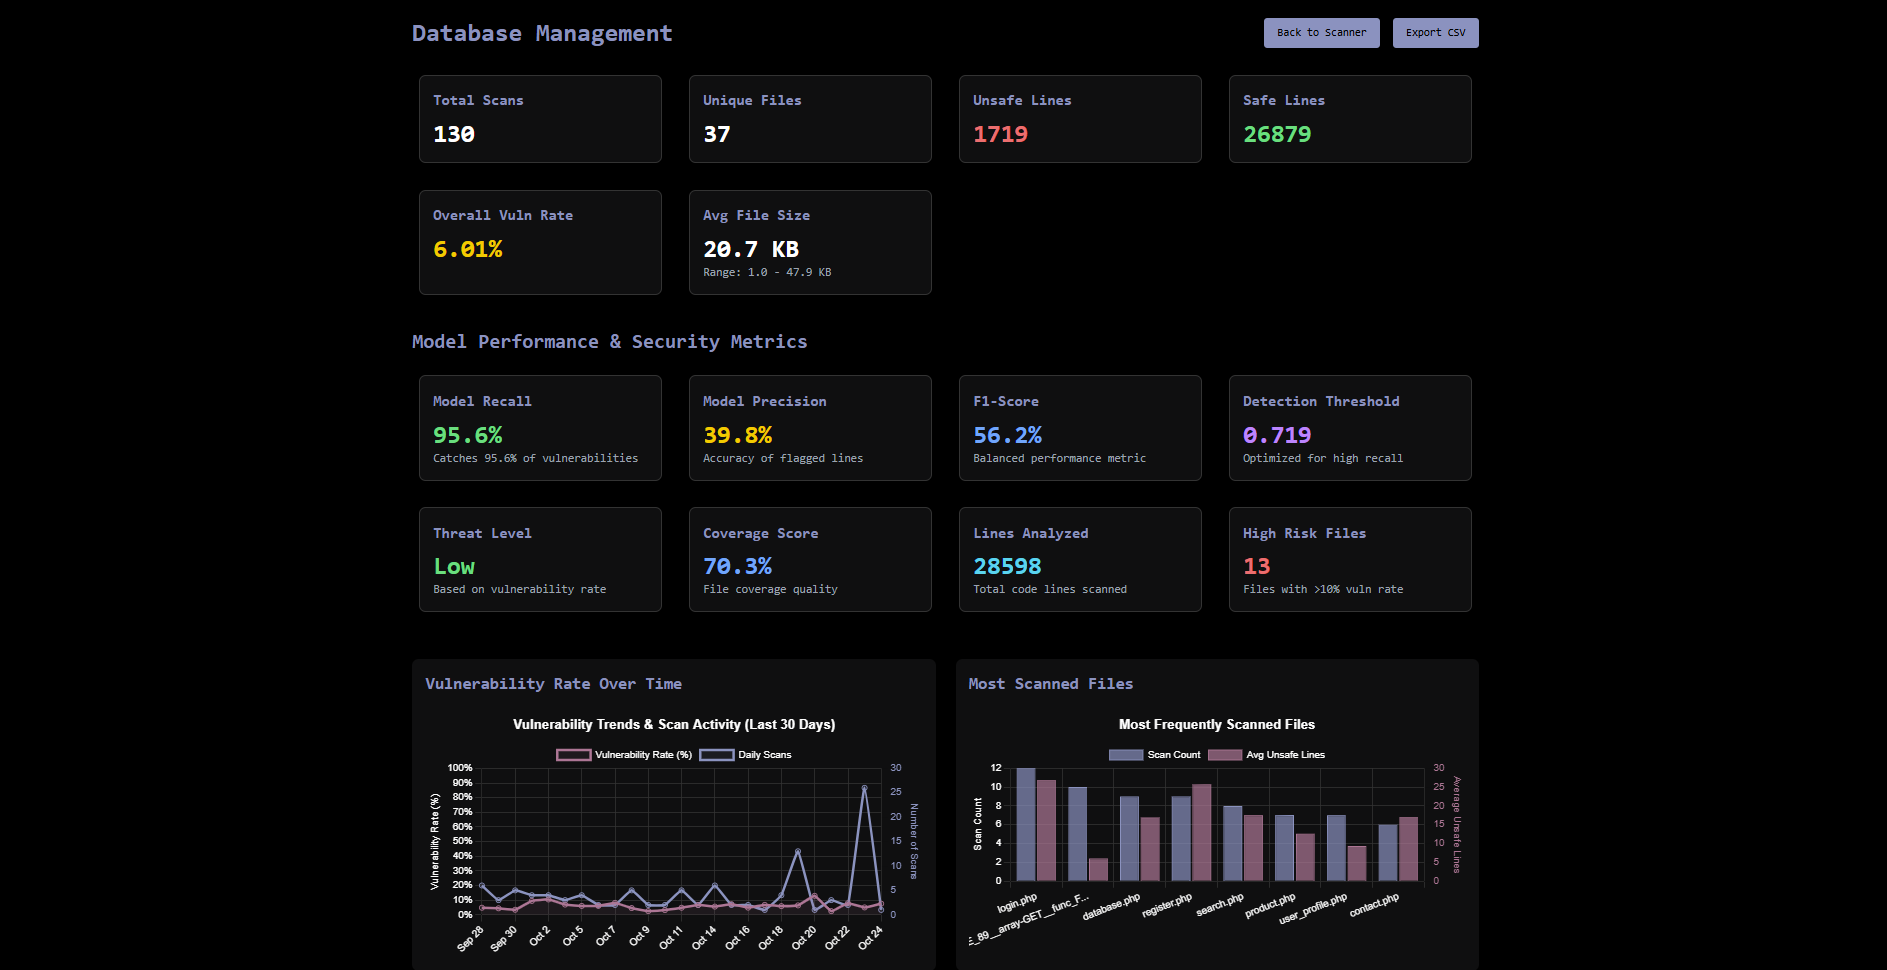 Database Management
Back to Scanner
Export CSV
Total Scans
130
Unique Files
37
Unsafe Lines
1719
Safe Lines
26879
Overall Vuln Rate
6.01%
Avg File Size
20.7 KB
Range: 1.0 - 47.9 KB
Model Performance & Security Metrics
Model Recall
95.6%
Catches 95.6% of vulnerabilities
Model Precision
39.8%
Accuracy of flagged lines
F1-Score
56.2%
Balanced performance metric
Detection Threshold
0.719
Optimized for high recall
Threat Level
Low
Based on vulnerability rate
Coverage Score
70.3%
File coverage quality
Lines Analyzed
28598
Total code lines scanned
High Risk Files
13
Files with >10% vuln rate
Vulnerability Rate Over Time
Vulnerability Trends & Scan Activity (Last 30 Days)
Vulnerability Rate (%)
Daily Scans
100%
90%
80%
70%
60%
50%
40%
30%
20%
10%
0%
Vulnerability Rate (%)
30
25
20
15
10
5
0
Number of Scans
Sep 28
Sep 30
Oct 2
Oct 5
Oct 7
Oct 9
Oct 11
Oct 14
Oct 16
Oct 18
Oct 20
Oct 22
Oct 24
Most Scanned Files
Most Frequently Scanned Files
Scan Count
Avg Unsafe Lines
12
10
8
6
4
2
0
Scan Count
30
25
20
15
10
5
0
Average Unsafe Lines
login.php
E_89__array-GET__func_F...
database.php
register.php
search.php
product.php
user_profile.php
contact.php